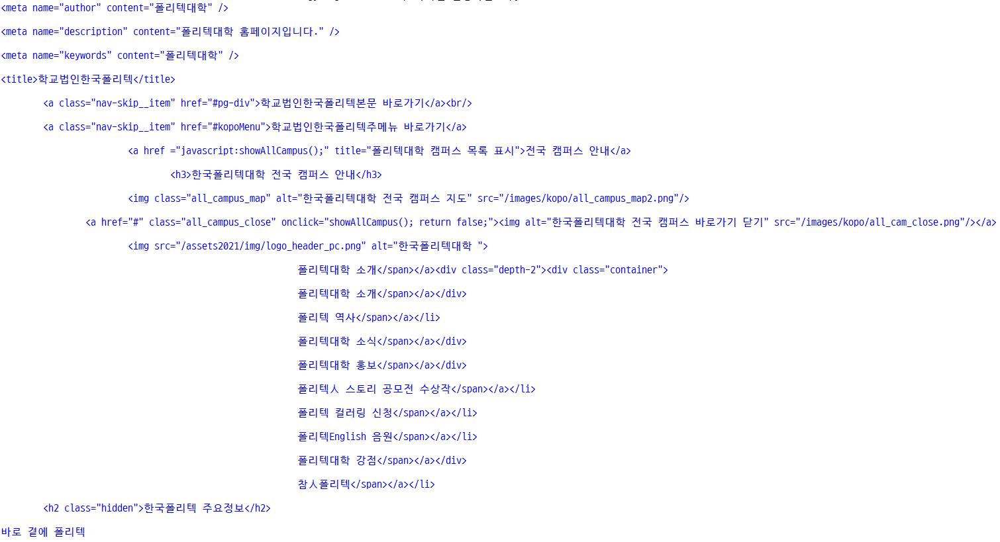 <meta name="author" content="폴리텍대학" />
<meta name="description" content="폴리텍대학 홈페이지입니다." />
<meta name="keywords" content="폴리텍대학" />
<title>학교법인한국폴리텍</title>
<a class="nav-skip__item" href="#pg-div">학교법인한국폴리텍본문 바로가기</a><br/>
<a class="nav-skip__item" href="#kopoMenu">학교법인한국폴리텍주메뉴 바로가기</a>
<a href ="javascript:showAllCampus();" title="폴리텍대학 캠퍼스 목록 표시">전국 캠퍼스 안내</a>
<h3>한국폴리텍대학 전국 캠퍼스 안내</h3>
<img class="all_campus_map" alt="한국폴리텍대학 전국 캠퍼스 지도" src="/images/kopo/all_campus_map2.png"/>
<a href="#" class="all_campus_close" onclick="showAllCampus(); return false;"><img alt="한국폴리텍대학 전국 캠퍼스 바로가기 닫기" src="/images/kopo/all_cam_close.png"/></a>
<img src="/assets2021/img/logo_header_pc.png" alt="한국폴리텍대학 ">
폴리텍대학 소개</span></a><div class="depth-2"><div class="container">
폴리텍대학 소개</span></a></div>
폴리텍 역사</span></a></li>
폴리텍대학 소식</span></a></div>
폴리텍대학 홍보</span></a></div>
폴리텍人 스토리 공모전 수상작</span></a></li>
폴리텍 컬러링 신청</span></a></li>
폴리텍English 음원</span></a></li>
폴리텍대학 강점</span></a></div>
참人폴리텍</span></a></li>
<h2 class="hidden">한국폴리텍 주요정보</h2>
바로 곁에 폴리텍